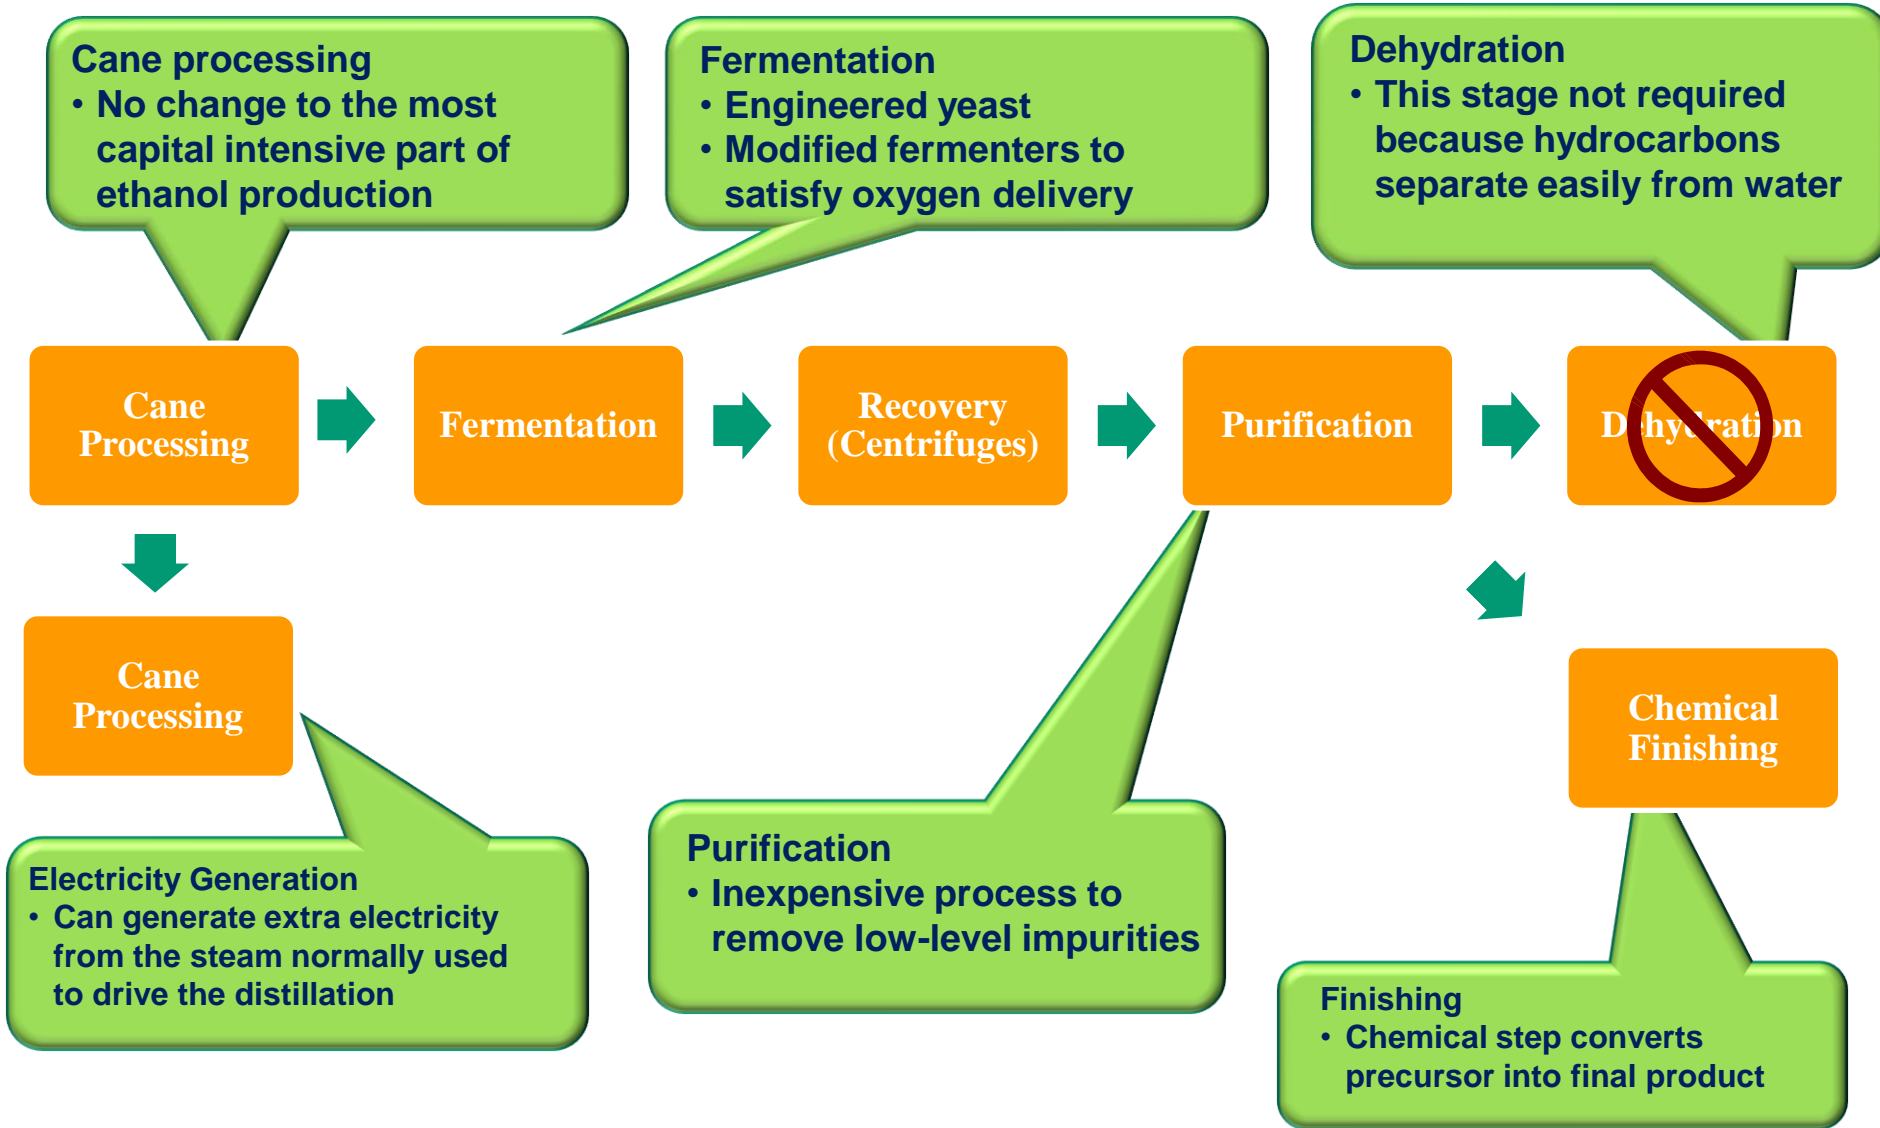 Cane processing
• No change to the most
capital intensive part of
ethanol production
Fermentation
• Engineered yeast
• Modified fermenters to
satisfy oxygen delivery
Dehydration
• This stage not required
because hydrocarbons
separate easily from water
Cane
Processing
Fermentation
Recovery
(Centrifuges)
Purification
Dehydration
Cane
Processing
Chemical
Finishing
Electricity Generation
• Can generate extra electricity
from the steam normally used
to drive the distillation
Purification
• Inexpensive process to
remove low-level impurities
Finishing
• Chemical step converts
precursor into final product